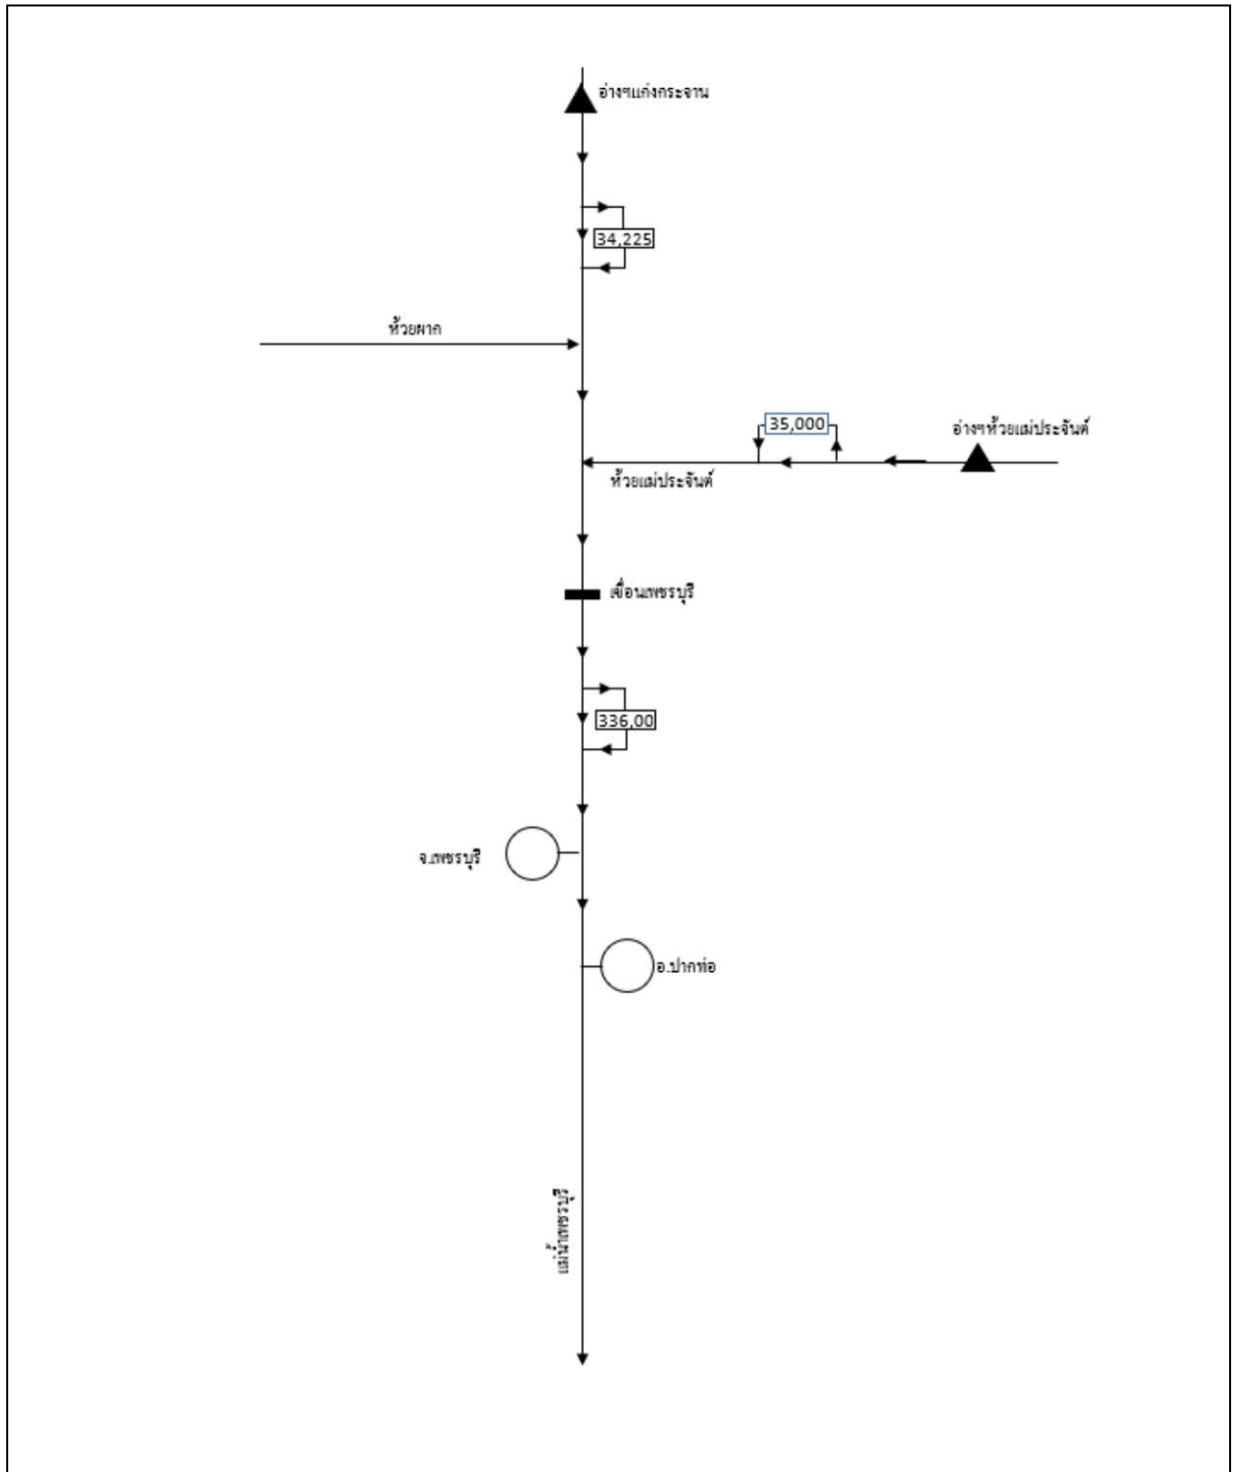 อ่างฯแก่งกระจาน
34,225
ห้วยผาก
35,000
อ่างฯห้วยแม่ประจันต์
ห้วยแม่ประจันต์
เขื่อนเพชรบุรี
336,00
จ.เพชรบุรี
อ.ปากท่อ
แม่น้ำเพชรบุรี